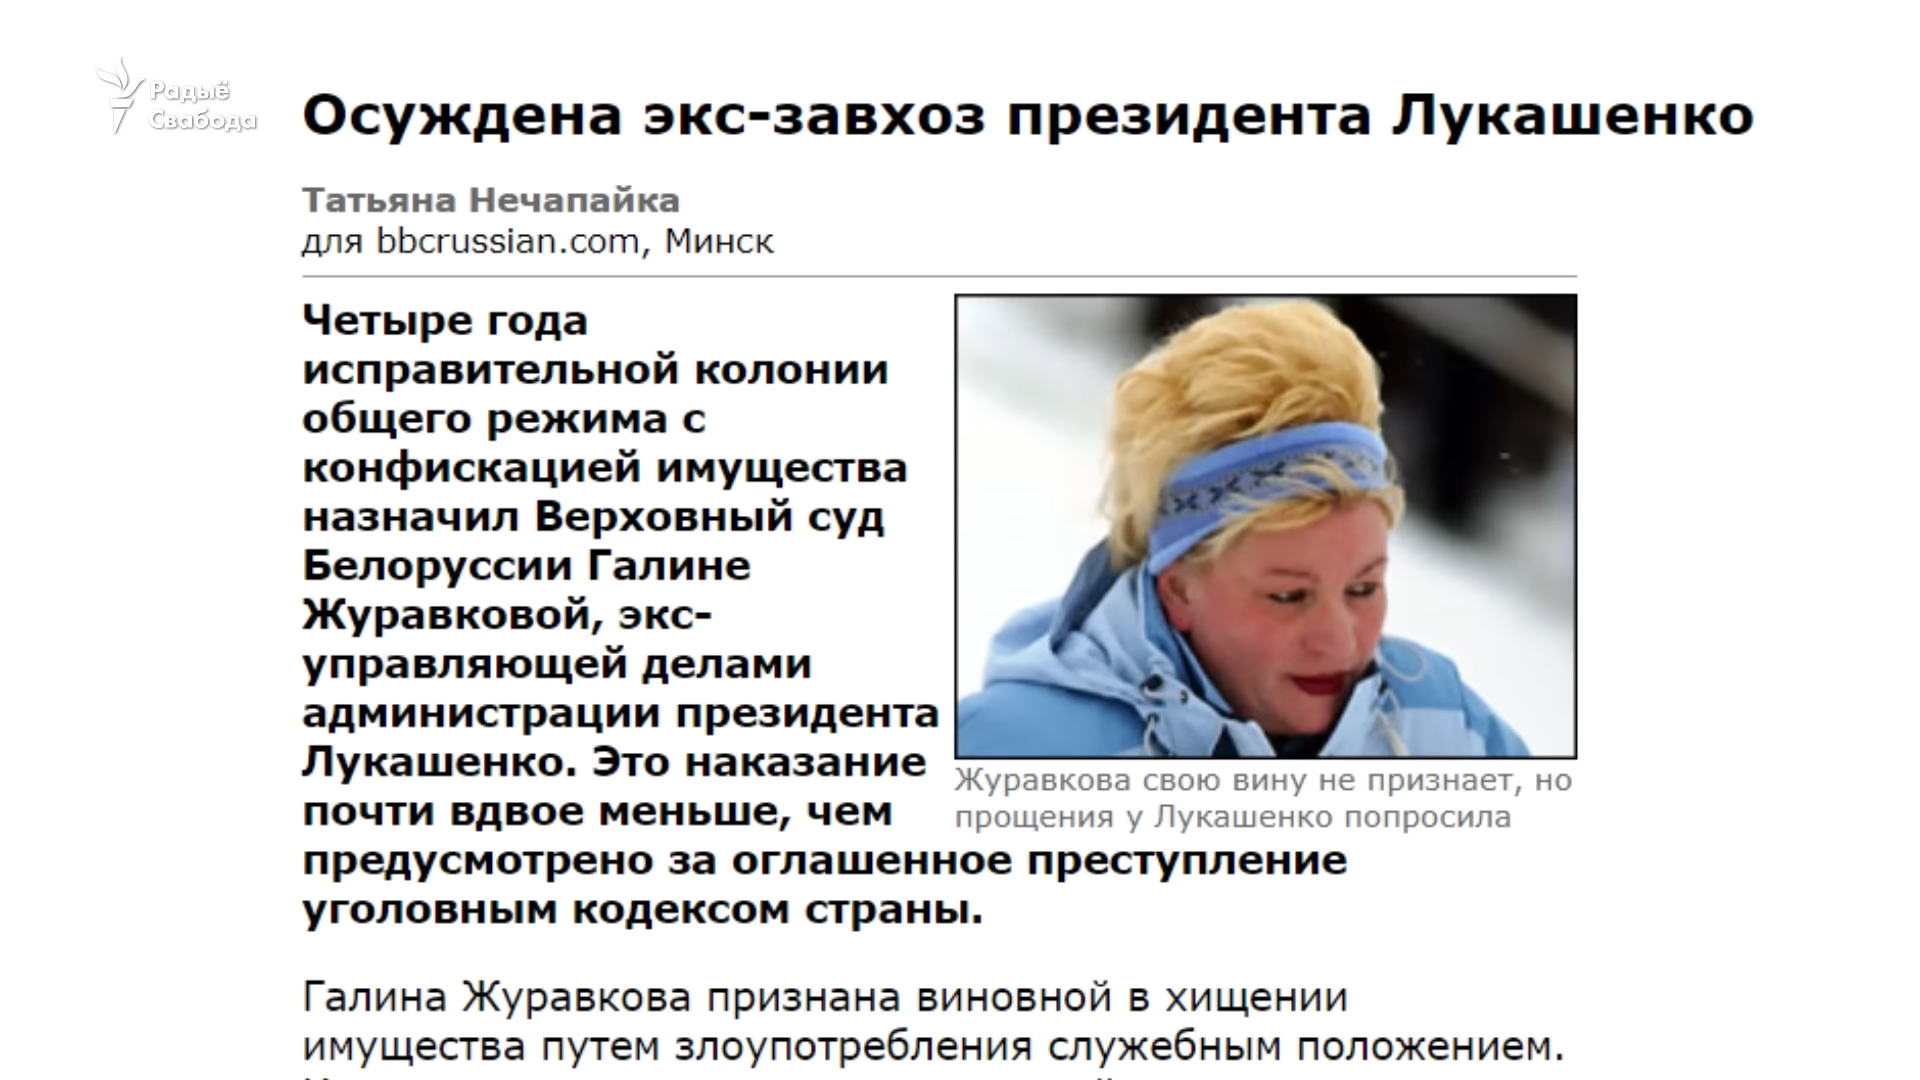 Радыё
Свабода
Осуждена экс-завхоз президента Лукашенко
Татьяна Нечапайка
для bbcrussian.com, Минск
Четыре года
исправительной колонии
общего режима с
конфискацией имущества
назначил Верховный суд
Белоруссии Галине
Журавковой, экс-
управляющей делами
администрации президента
Лукашенко. Это наказание
почти вдвое меньше, чем
предусмотрено за оглашенное преступление
уголовным кодексом страны.
Журавкова свою вину не признает, но
прощения у Лукашенко попросила
Галина Журавкова признана виновной в хищении
имущества путем злоупотребления служебным положением.